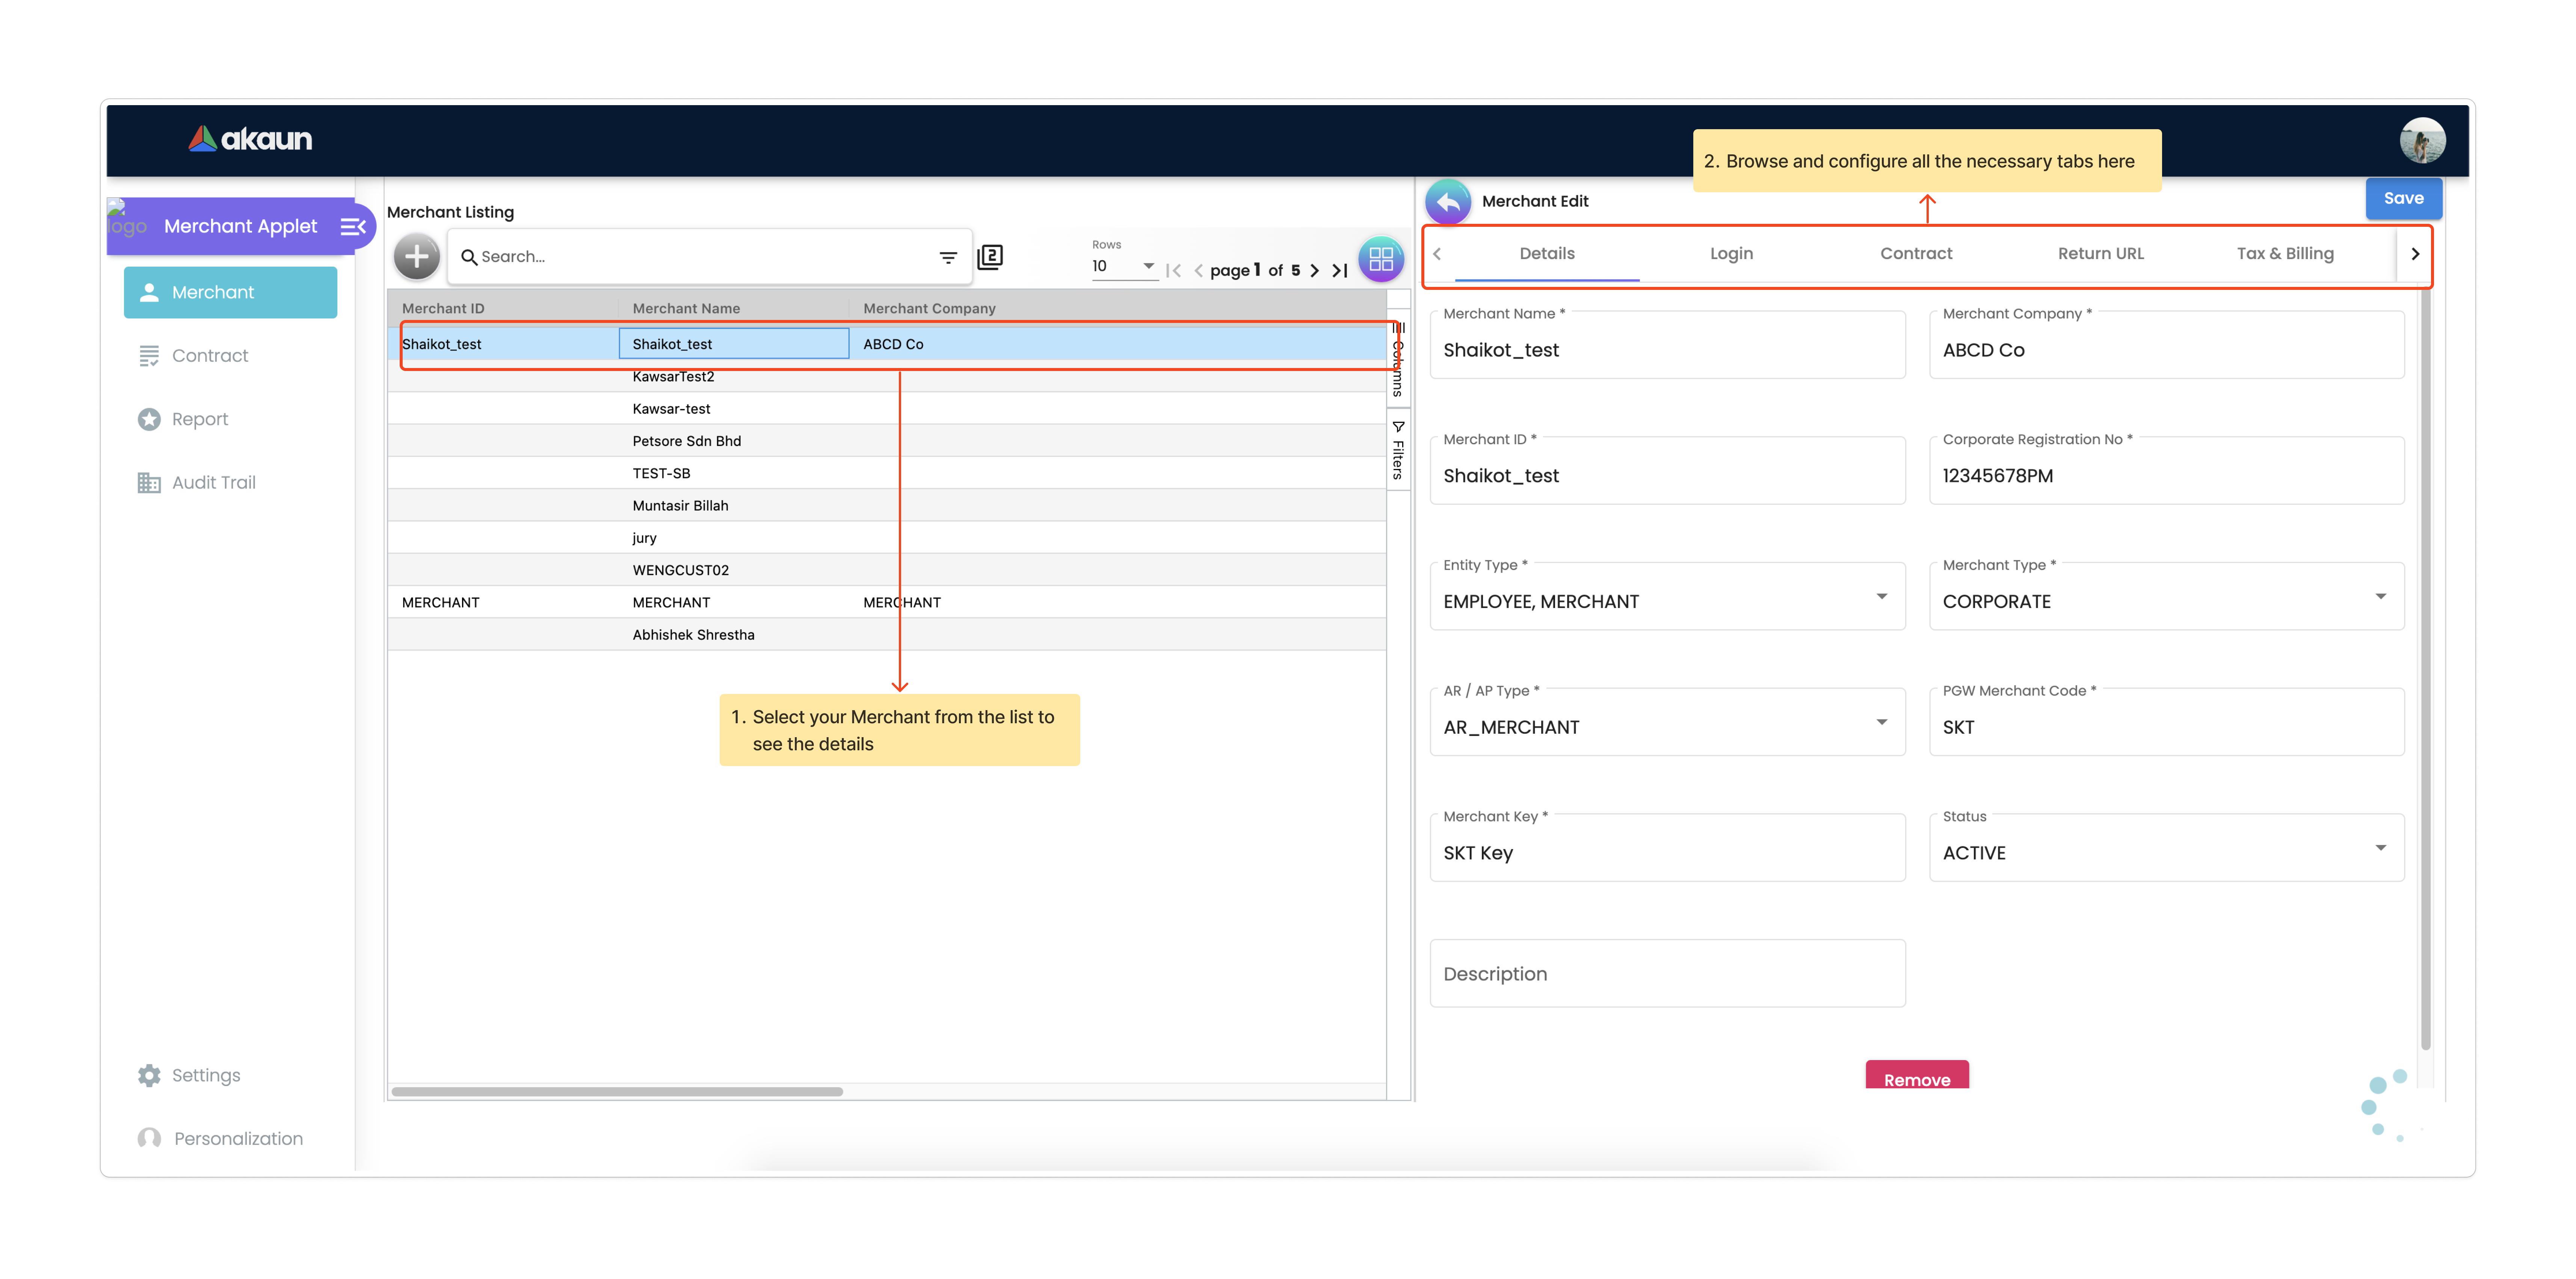 akaun
2. Browse and configure all the necessary tabs here
logo
Merchant Applet
Merchant
Contract
Report
Audit Trail
Settings
Personalization
Merchant Listing
Search...
2
Rows
10
page 1 of 5
Merchant ID Merchant Name Merchant Company
Shaikot_test Shaikot_test ABCD Co
KawsarTest2
Kawsar-test
Petsore Sdn Bhd
TEST-SB
Muntasir Billah
jury
WENGCUST02
MERCHANT MERCHANT MERCHANT
Abhishek Shrestha
Columns
Filters
1. Select your Merchant from the list to
see the details
Merchant Edit
Save
Details Login Contract Return URL Tax & Billing
Merchant Name *
Shaikot_test
Merchant Company *
ABCD Co
Merchant ID *
Shaikot_test
Corporate Registration No *
12345678PM
Entity Type *
EMPLOYEE, MERCHANT
Merchant Type *
CORPORATE
AR / AP Type *
AR_MERCHANT
PGW Merchant Code *
SKT
Merchant Key *
SKT Key
Status
ACTIVE
Description
Remove